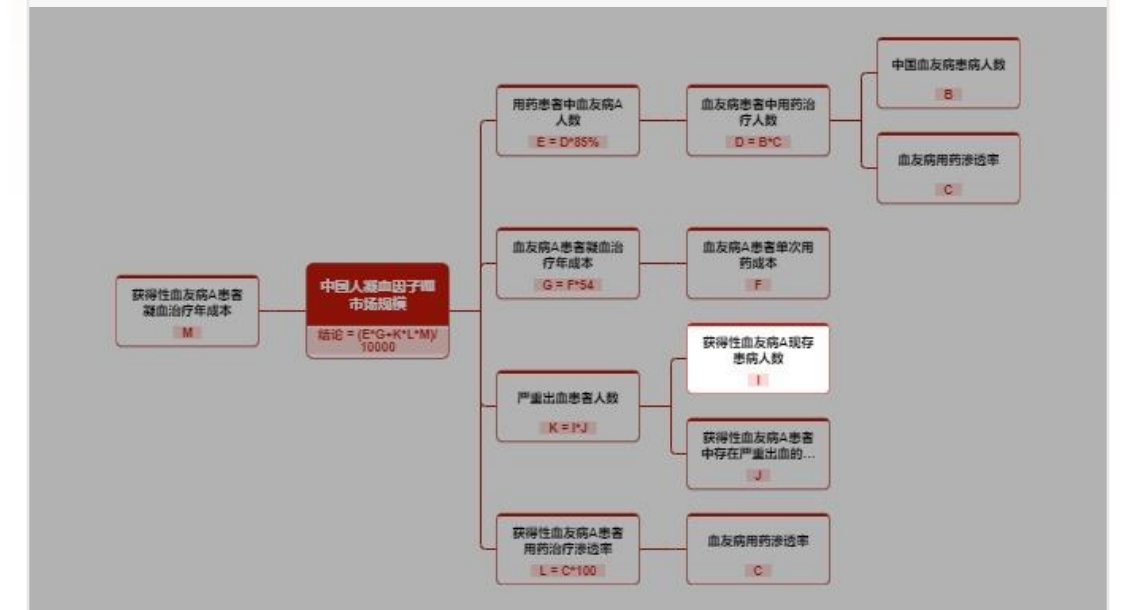 中国血友病患病人数
B
用药患者中血友病A
人数
E = D*85%
血友病患者中用药治
疗人数
D = B*C
血友病用药渗透率
C
血友病A患者凝血治
疗年成本
G = F*54
血友病A患者单次用
药成本
F
获得性血友病A患者
凝血治疗年成本
M
中国人凝血因子Ⅷ
市场规模
结论 = (E*G+K*L*M)/
10000
获得性血友病A现存
患病人数
I
严重出血患者人数
K = I*J
获得性血友病A患者
中存在严重出血的...
J
获得性血友病A患者
用药治疗渗透率
L = C*100
血友病用药渗透率
C